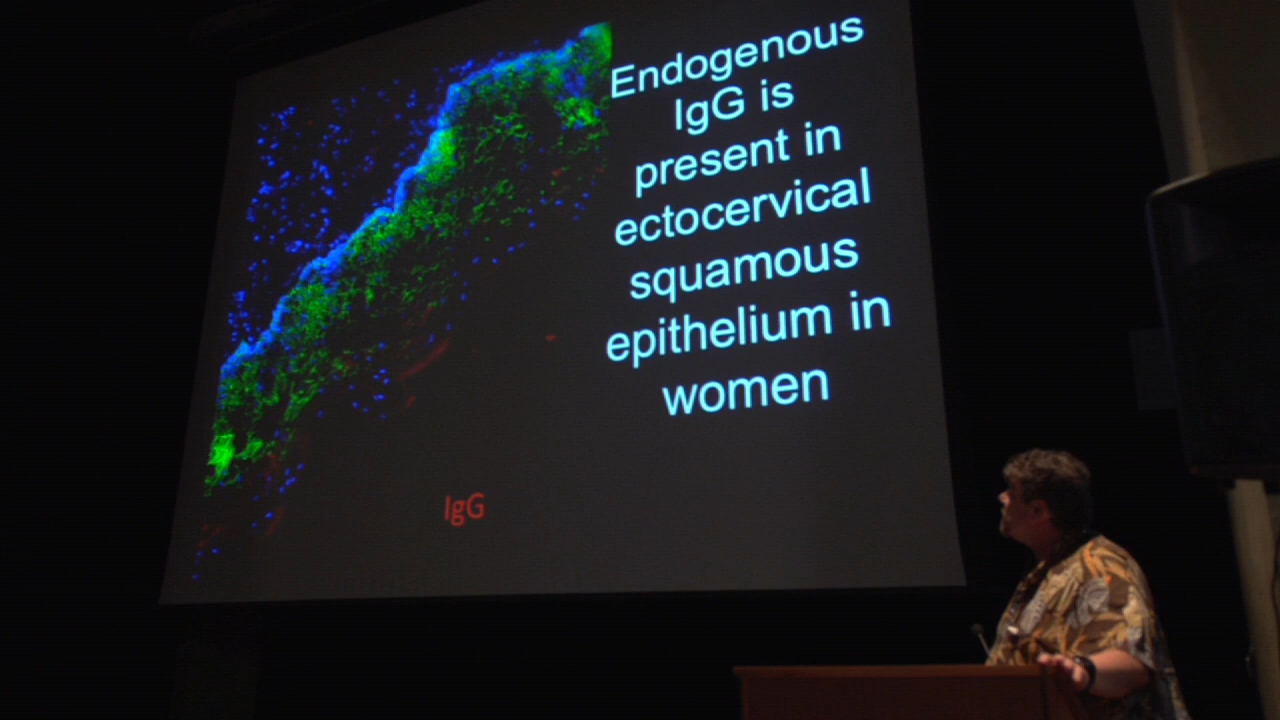 Endogenous
IgG is
present in
ectocervical
squamous
epithelium in
women
IgG